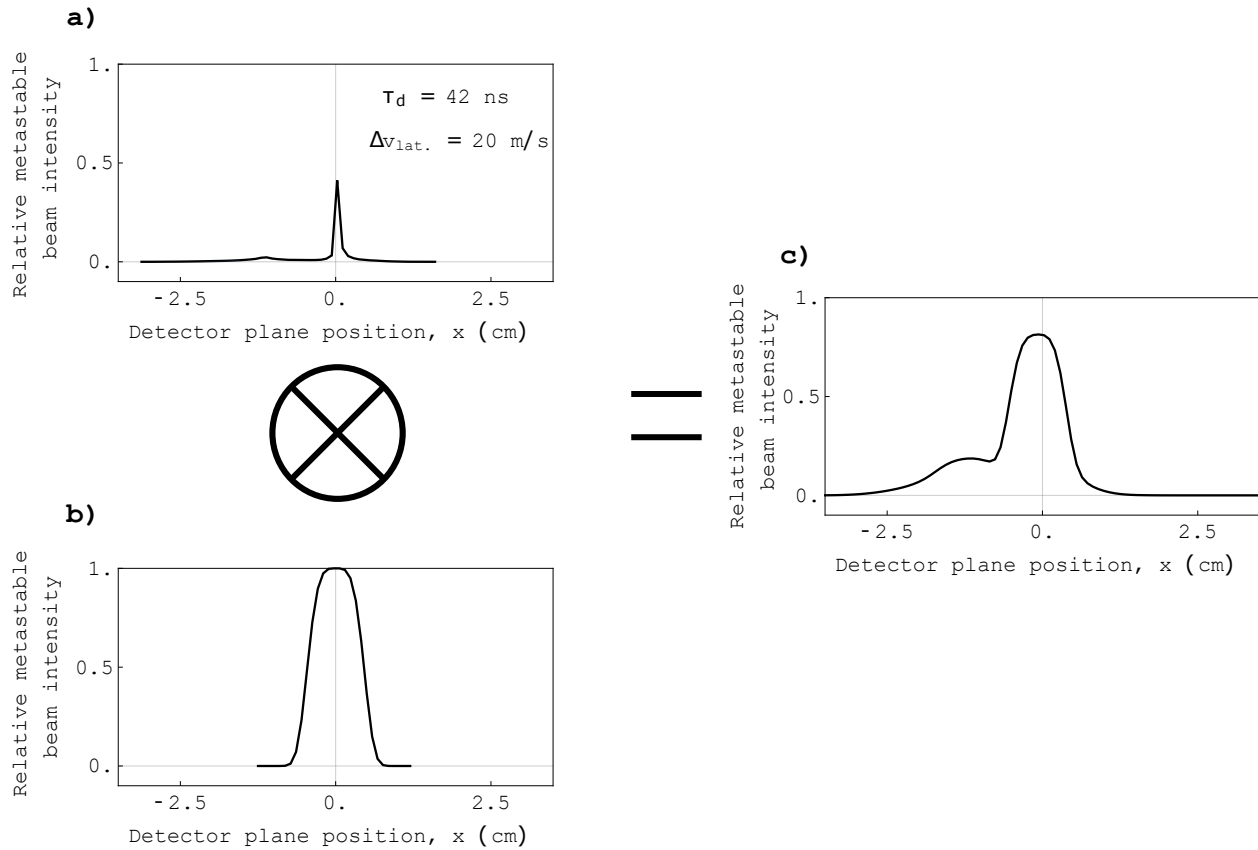 a)
Relative metastable
beam intensity
1.
0.5
0.
τd = 42 ns
Δvlat. = 20 m/s
-2.5
0.
2.5
Detector plane position, x (cm)
b)
Relative metastable
beam intensity
1.
0.5
0.
-2.5
0.
2.5
Detector plane position, x (cm)
c)
Relative metastable
beam intensity
1.
0.5
0.
-2.5
0.
2.5
Detector plane position, x (cm)